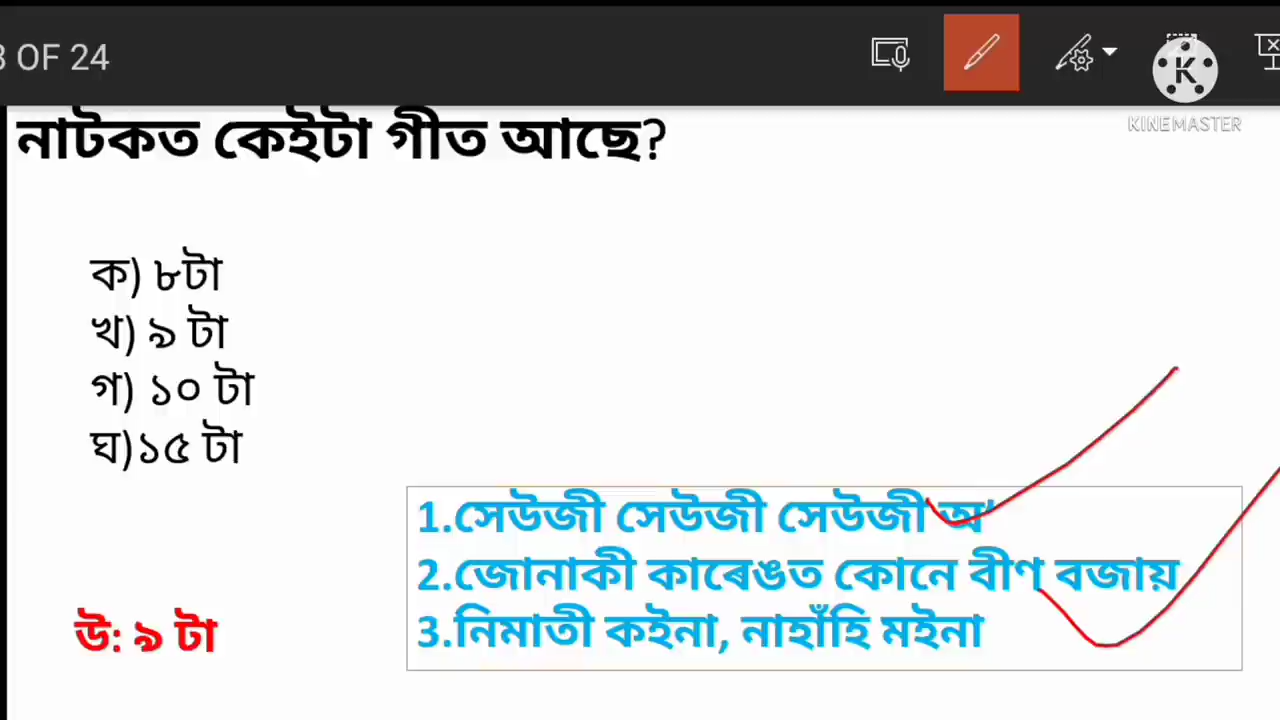 3 OF 24
KINEMASTER
নাটকত কেইটা গীত আছে?
ক) ৮টা
খ) ৯ টা
গ) ১০ টা
ঘ)১৫ টা
1.সেউজী সেউজী সেউজী অ'
2.জোনাকী কাৰেঙত কোনে বীণ বজায়
3.নিমাতী কইনা, নাহাঁহি মইনা
উ: ৯ টা